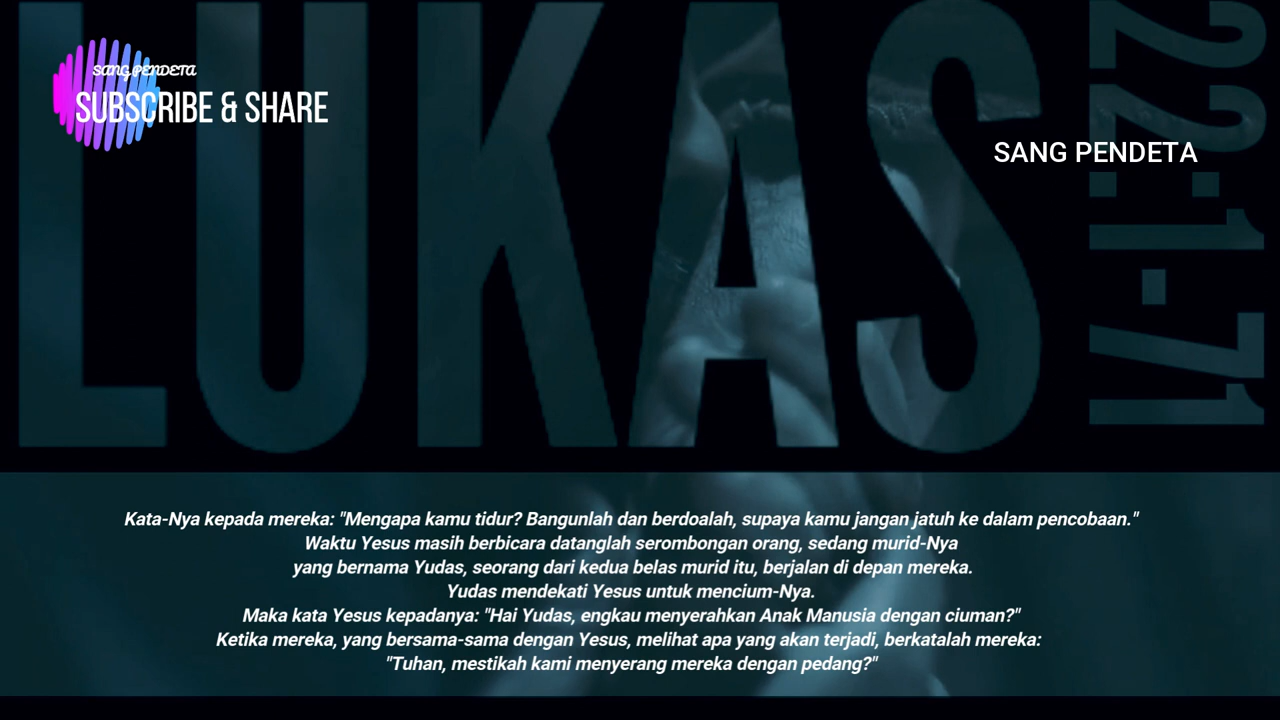 LUKAS
22:1-71
SANG PENDETA
SUBSCRIBE & SHARE
SANG PENDETA
Kata-Nya kepada mereka: "Mengapa kamu tidur? Bangunlah dan berdoalah, supaya kamu jangan jatuh ke dalam pencobaan."
Waktu Yesus masih berbicara datanglah serombongan orang, sedang murid-Nya
yang bernama Yudas, seorang dari kedua belas murid itu, berjalan di depan mereka.
Yudas mendekati Yesus untuk mencium-Nya.
Maka kata Yesus kepadanya: "Hai Yudas, engkau menyerahkan Anak Manusia dengan ciuman?"
Ketika mereka, yang bersama-sama dengan Yesus, melihat apa yang akan terjadi, berkatalah mereka:
"Tuhan, mestikah kami menyerang mereka dengan pedang?"